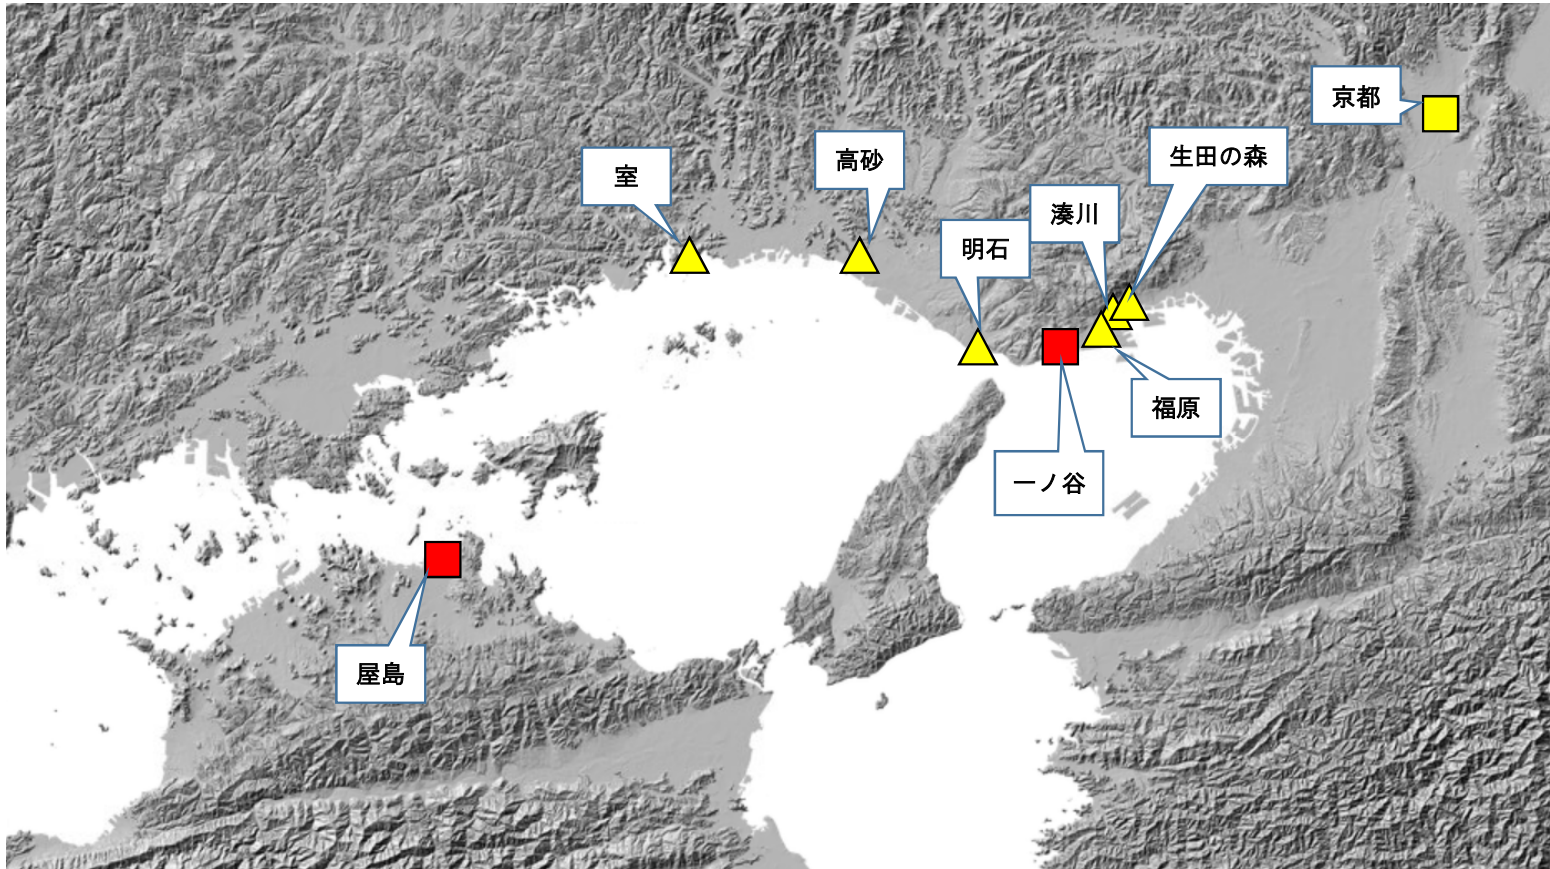 京都
生田の森
高砂
室
湊川
明石
福原
一ノ谷
屋島